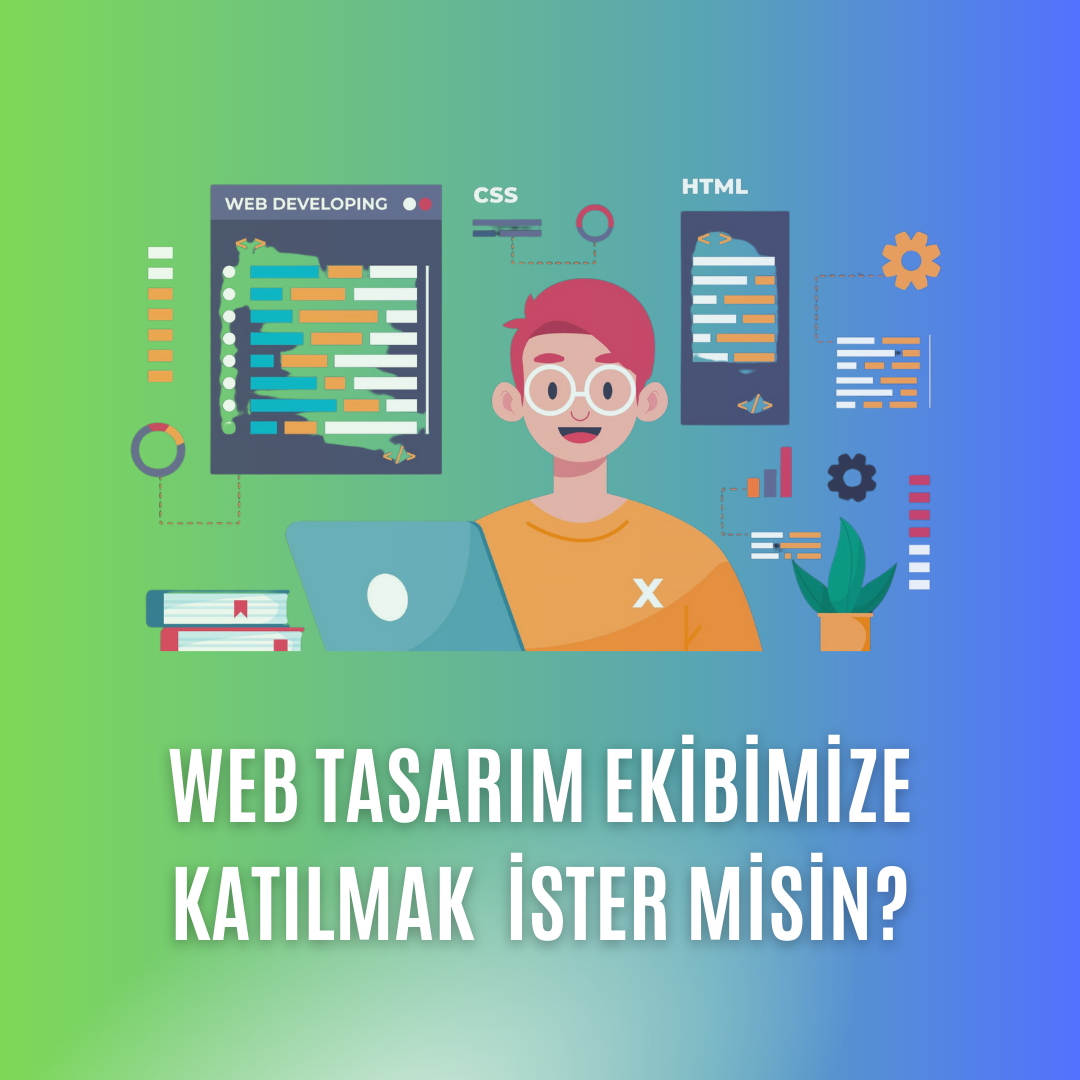 WEB DEVELOPING
CSS
HTML
< >
< >
</>
</>
X
WEB TASARIM EKİBİMİZE
KATILMAK İSTER MİSİN?